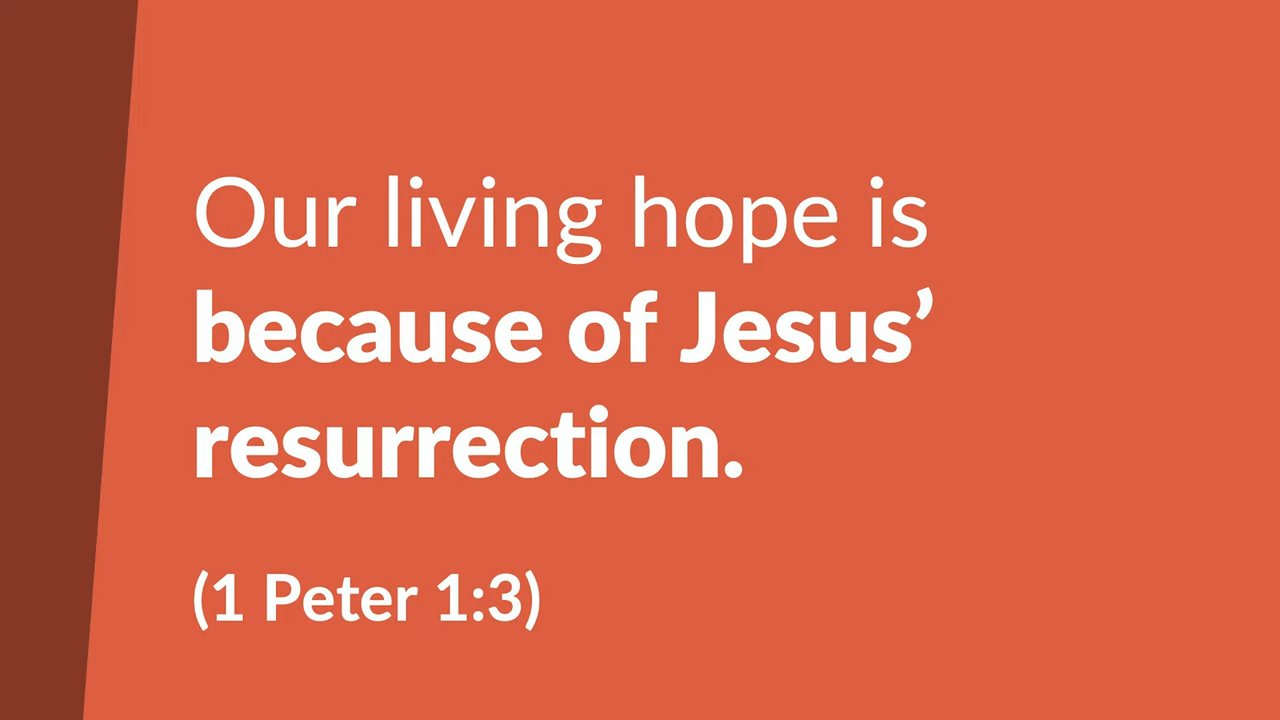 Our living hope is
because of Jesus’
resurrection.
(1 Peter 1:3)